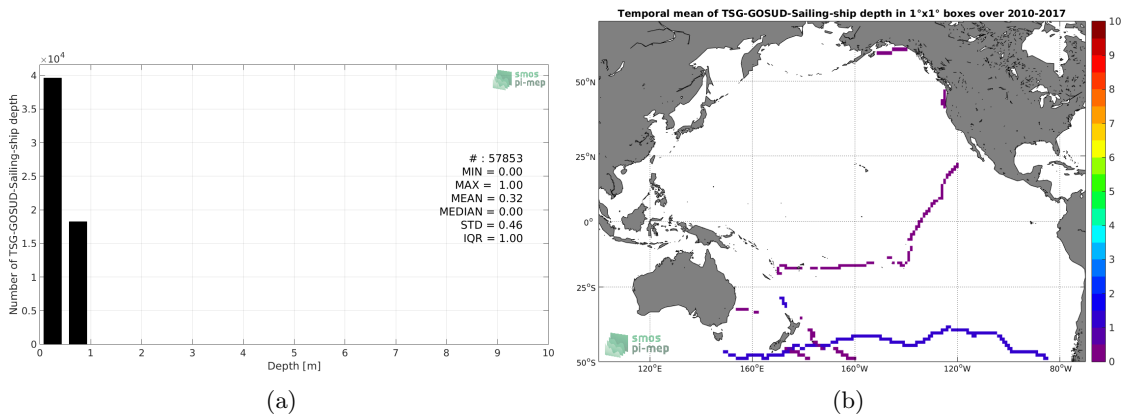 ×10⁴
4
3.5
3
2.5
2
1.5
1
0.5
0
Number of TSG-GOSUD-Sailing-ship depth
smos
pi-mep
# : 57853
MIN = 0.00
MAX = 1.00
MEAN = 0.32
MEDIAN = 0.00
STD = 0.46
IQR = 1.00
0 1 2 3 4 5 6 7 8 9 10
Depth [m]
(a)
Temporal mean of TSG-GOSUD-Sailing-ship depth in 1°x1° boxes over 2010-2017
50°N
25°N
0°
25°S
50°S
smos
pi-mep
120°E 160°E 160°W 120°W 80°W
10
9
8
7
6
5
4
3
2
1
0
(b)